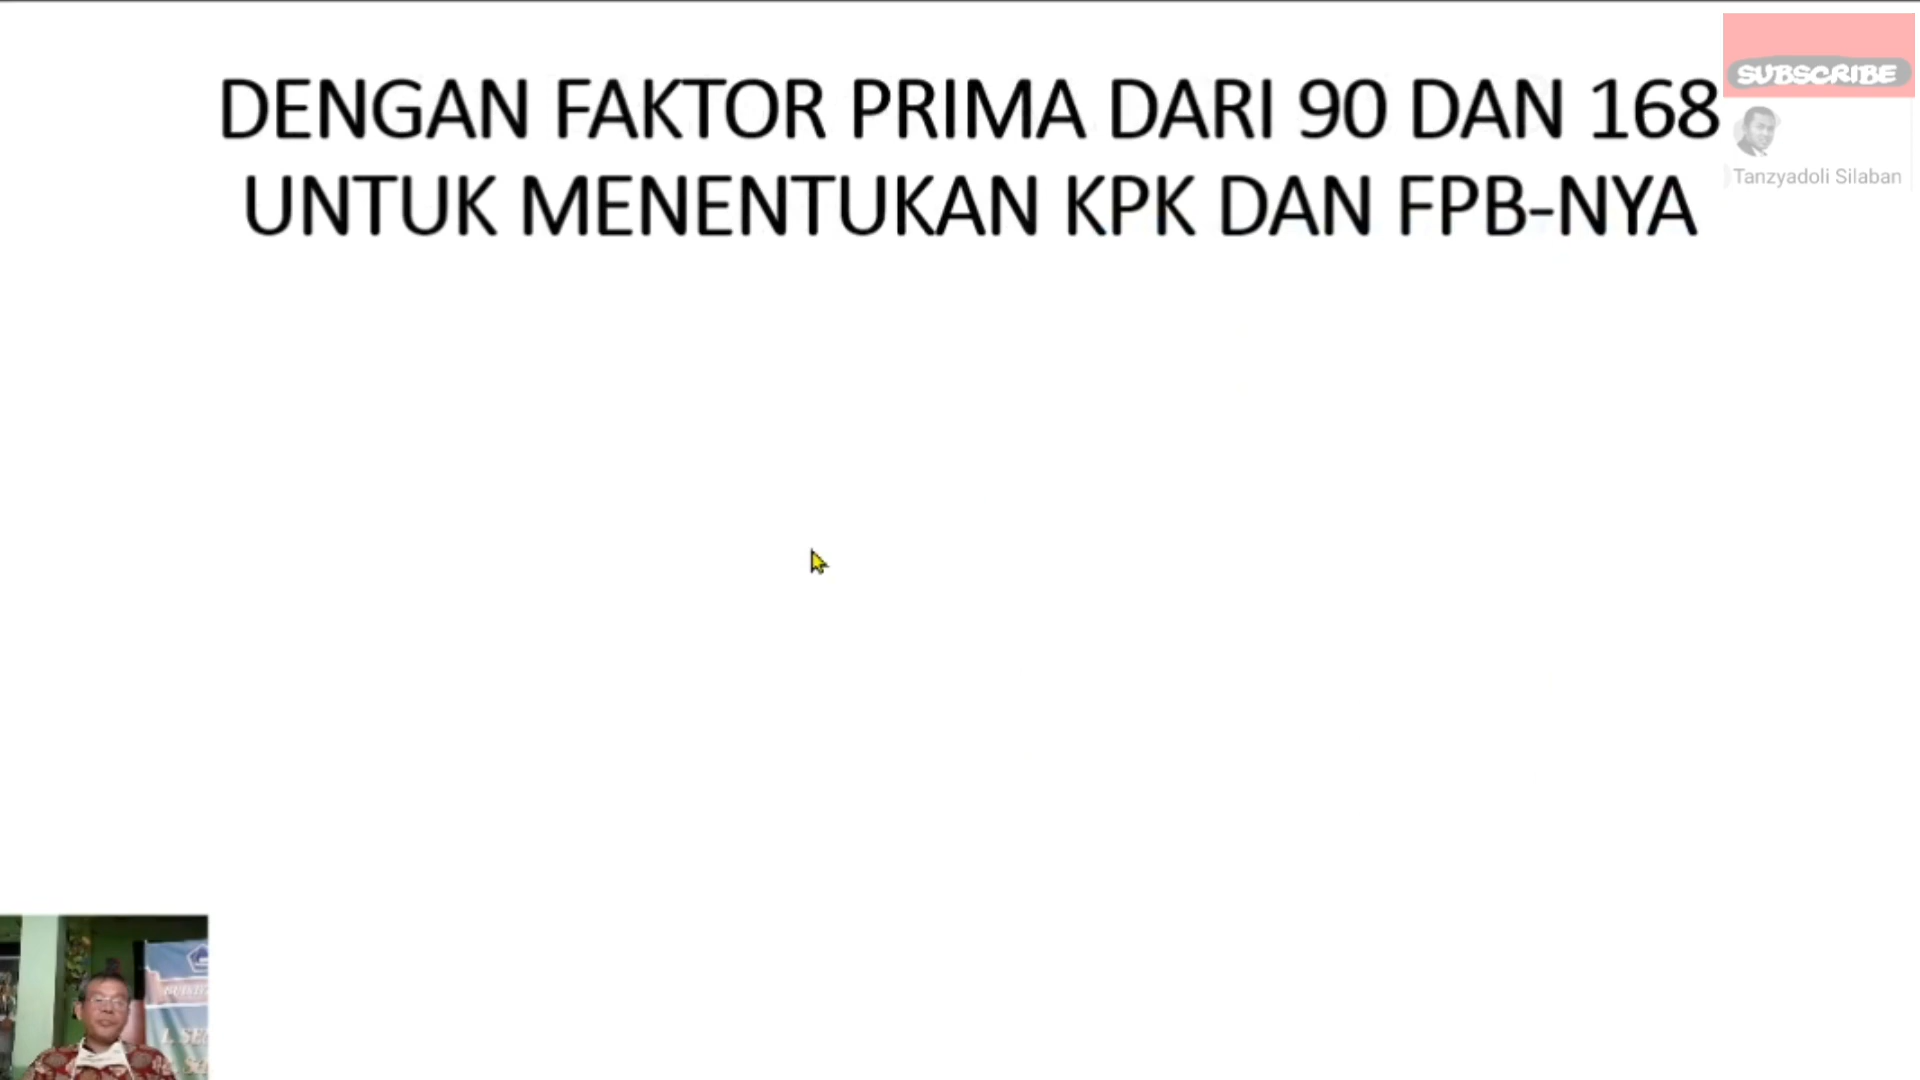 DENGAN FAKTOR PRIMA DARI 90 DAN 168
UNTUK MENENTUKAN KPK DAN FPB-NYA
SUBSCRIBE
Tanzyadoli Silaban